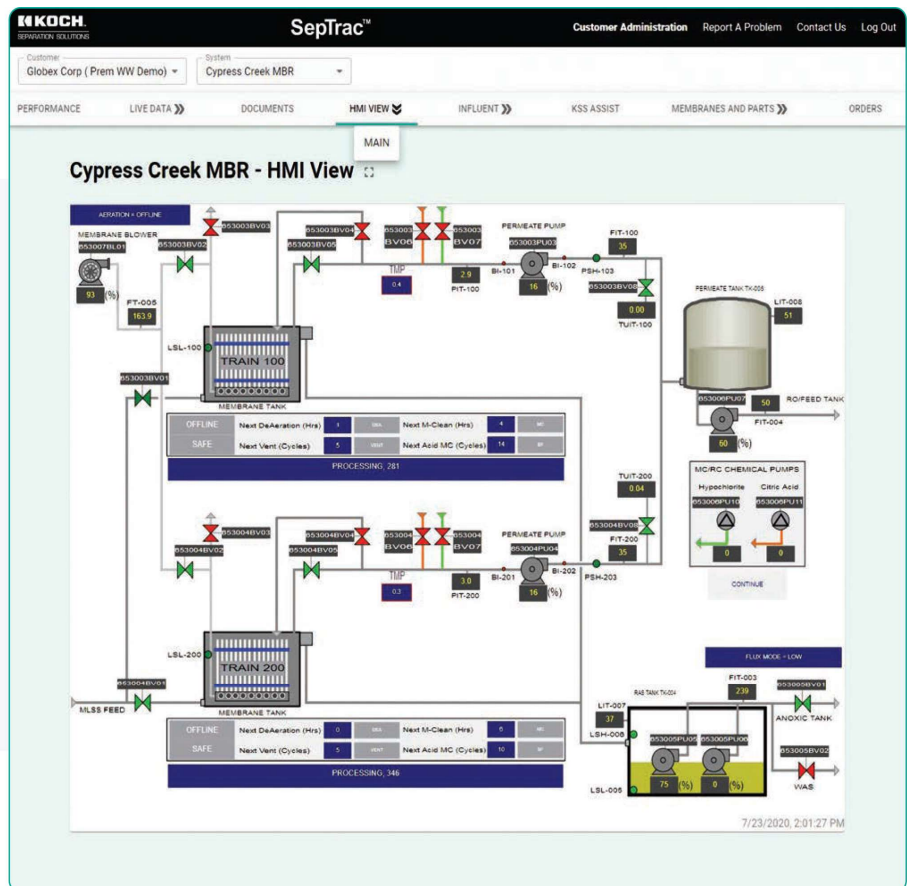 KOCH.
SEPARATION SOLUTIONS
SepTrac™
Customer Administration Report A Problem Contact Us Log Out
Customer
Globex Corp ( Prem WW Demo)
System
Cypress Creek MBR
PERFORMANCE LIVE DATA DOCUMENTS HMI VIEW INFLUENT KSS ASSIST MEMBRANES AND PARTS ORDERS
MAIN
Cypress Creek MBR - HMI View
AERATION = OFFLINE
MEMBRANE BLOWER
653007BL01
93 (%)
FT-005
163.9
653003BV02
653003BV03
653003BV04
653003BV05
653003 BV06
653003 BV07
TMP
0.4
2.9
PIT-100
BI-101
PERMEATE PUMP
653003PU03
16 (%)
BI-102
PSH-103
FIT-100
35
653003BV08
0.00
TUIT-100
PERMEATE TANK TK-005
LIT-008
51
653006PU07
60 (%)
50
FIT-004
RO/FEED TANK
LSL-100
TRAIN 100
MEMBRANE TANK
653003BV01
OFFLINE Next DeAeration (Hrs) Next M-Clean (Hrs) 4
SAFE Next Vent (Cycles) 5 VENT Next Acid MC (Cycles) 14
PROCESSING, 281
MC/RC CHEMICAL PUMPS
Hypochlorite Citric Acid
653006PU10 653006PU11
0 0
CONTINUE
TUIT-200
0.04
653004BV08
FIT-200
35
653004BV03
653004BV02
653004BV04
653004BV05
653004 BV06
653004 BV07
TMP
0.3
3.0
PIT-200
BI-201
PERMEATE PUMP
653004PU04
16 (%)
BI-202
PSH-203
LSL-200
TRAIN 200
MEMBRANE TANK
653004BV01
MLSS FEED
OFFLINE Next DeAeration (Hrs) 0 Next M-Clean (Hrs)
SAFE Next Vent (Cycles) 5 VENT Next Acid MC (Cycles) 10
PROCESSING, 346
FLUX MODE = LOW
FIT-003
239
653005BV01
ANOXIC TANK
653005BV02
WAS
RAS TANK TK-004
LIT-007
37
LSH-006
653005PU05 653005PU06
75 (%) 0 (%)
LSL-005
7/23/2020, 2:01:27 PM